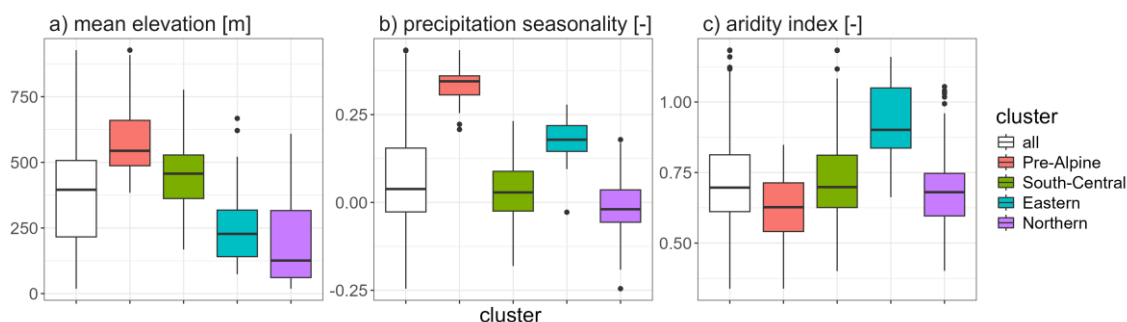 a) mean elevation [m]
750
500
250
0
b) precipitation seasonality [-]
0.25
0.00
-0.25
cluster
c) aridity index [-]
1.00
0.75
0.50
cluster
all
Pre-Alpine
South-Central
Eastern
Northern